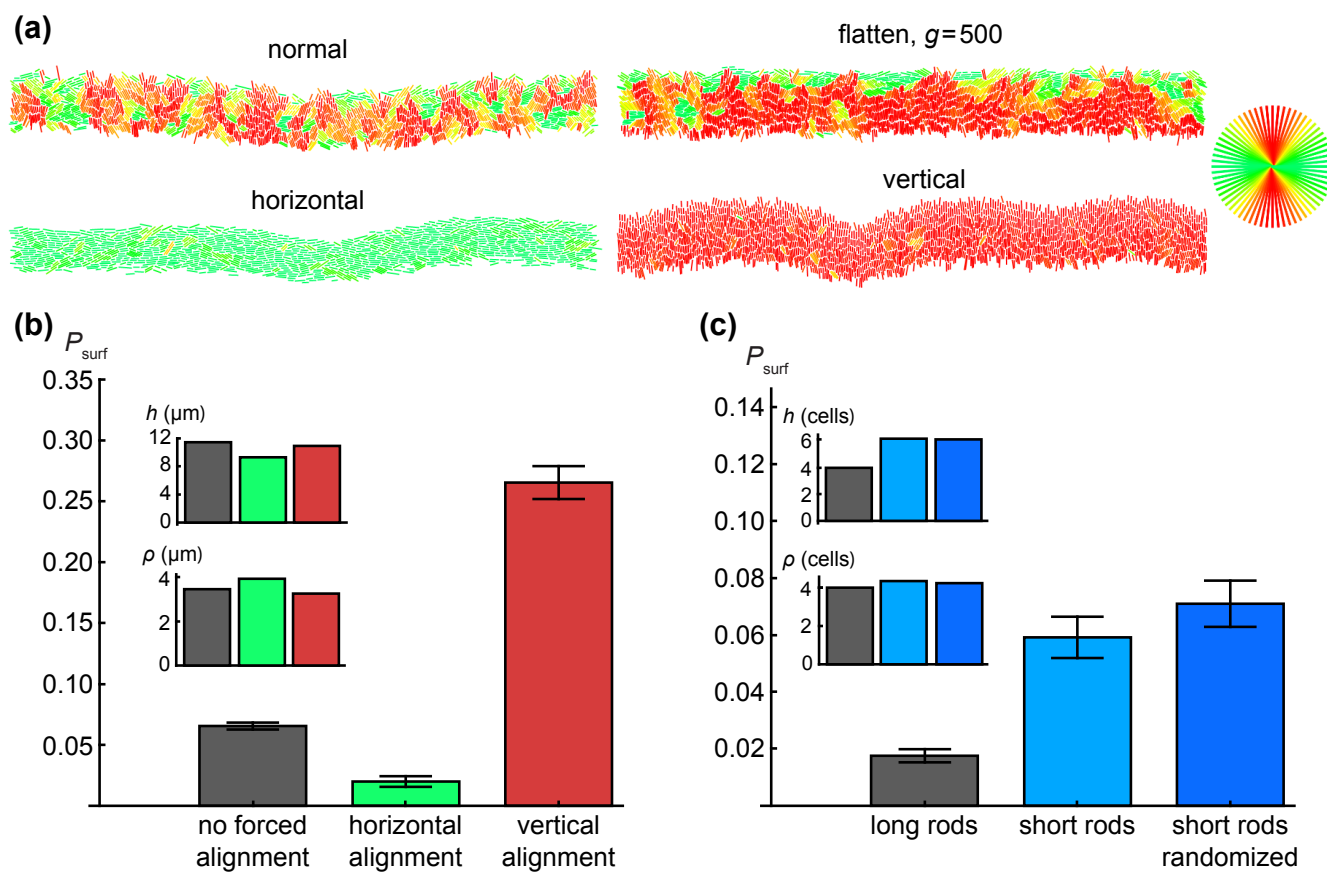 (a)
normal
flatten, g=500
horizontal
vertical
(b)
P surf
0.35
0.30
0.25
0.20
0.15
0.10
0.05
h (μm)
12
8
4
0
ρ (μm)
4
2
0
no forced alignment
horizontal alignment
vertical alignment
(c)
P surf
0.14
0.12
0.10
0.08
0.06
0.04
0.02
h (cells)
6
4
2
0
ρ (cells)
4
2
0
long rods
short rods
short rods randomized